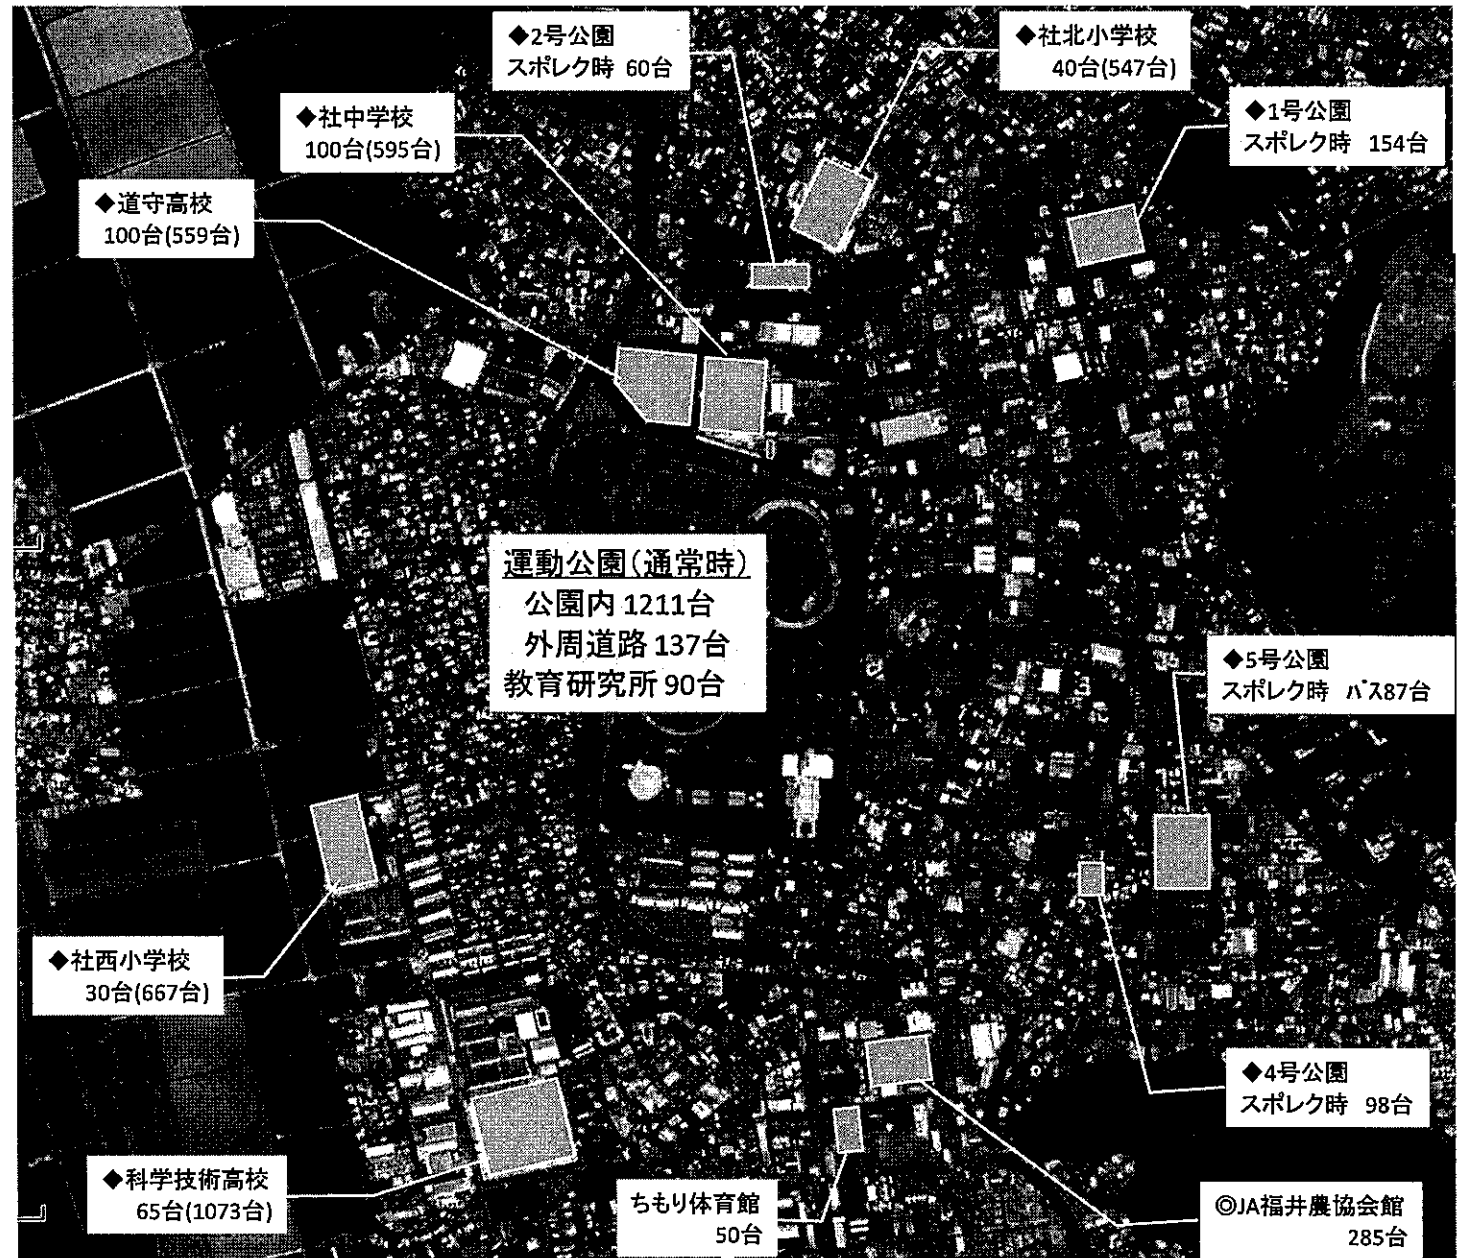 ◆2号公園
スポレク時 60台
◆社北小学校
40台(547台)
◆1号公園
スポレク時 154台
◆社中学校
100台(595台)
◆道守高校
100台(559台)
運動公園(通常時)
公園内 1211台
外周道路 137台
教育研究所 90台
◆5号公園
スポレク時 バス87台
◆社西小学校
30台(667台)
◆4号公園
スポレク時 98台
◆科学技術高校
65台(1073台)
ちもり体育館
50台
◎JA福井農協会館
285台